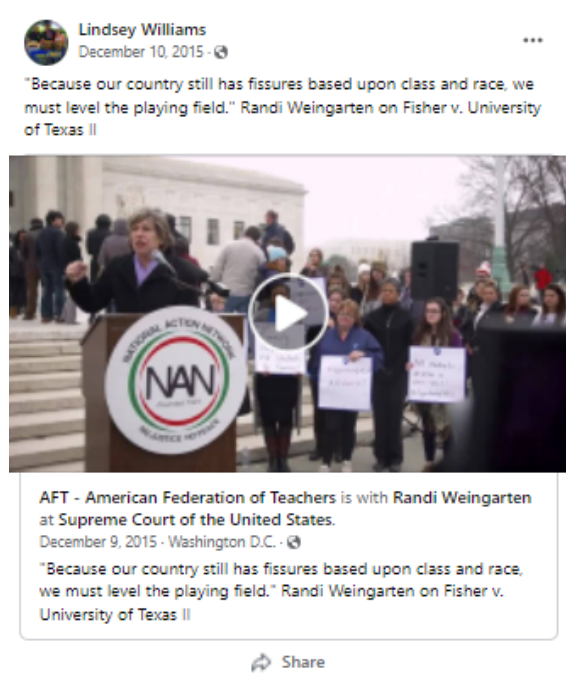 Lindsey Williams
December 10, 2015 ·
"Because our country still has fissures based upon class and race, we
must level the playing field." Randi Weingarten on Fisher v. University
of Texas II
NATIONAL ACTION NETWORK
NAN
AFT - American Federation of Teachers is with Randi Weingarten
at Supreme Court of the United States.
December 9, 2015 · Washington D.C. ·
"Because our country still has fissures based upon class and race,
we must level the playing field." Randi Weingarten on Fisher v.
University of Texas II
Share